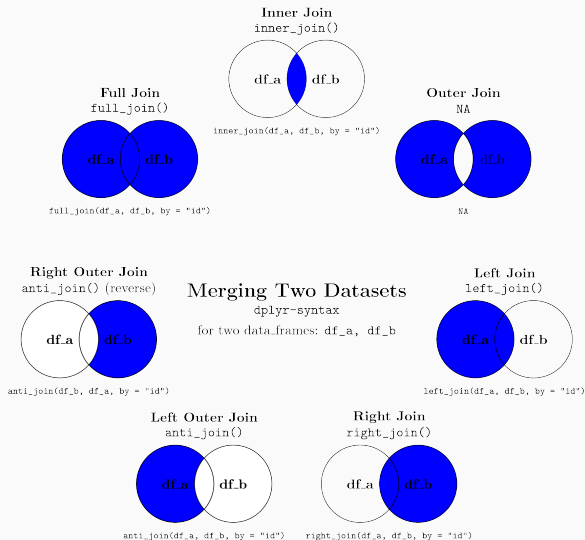 Inner Join
inner_join()
df_a
df_b
inner_join(df_a, df_b, by = "id")
Full Join
full_join()
df_a
df_b
full_join(df_a, df_b, by = "id")
Outer Join
NA
df_a
df_b
NA
Right Outer Join
anti_join() (reverse)
df_a
df_b
anti_join(df_b, df_a, by = "id")
Merging Two Datasets
dplyr-syntax
for two data_frames: df_a, df_b
Left Join
left_join()
df_a
df_b
left_join(df_a, df_b, by = "id")
Left Outer Join
anti_join()
df_a
df_b
anti_join(df_a, df_b, by = "id")
Right Join
right_join()
df_a
df_b
right_join(df_a, df_b, by = "id")